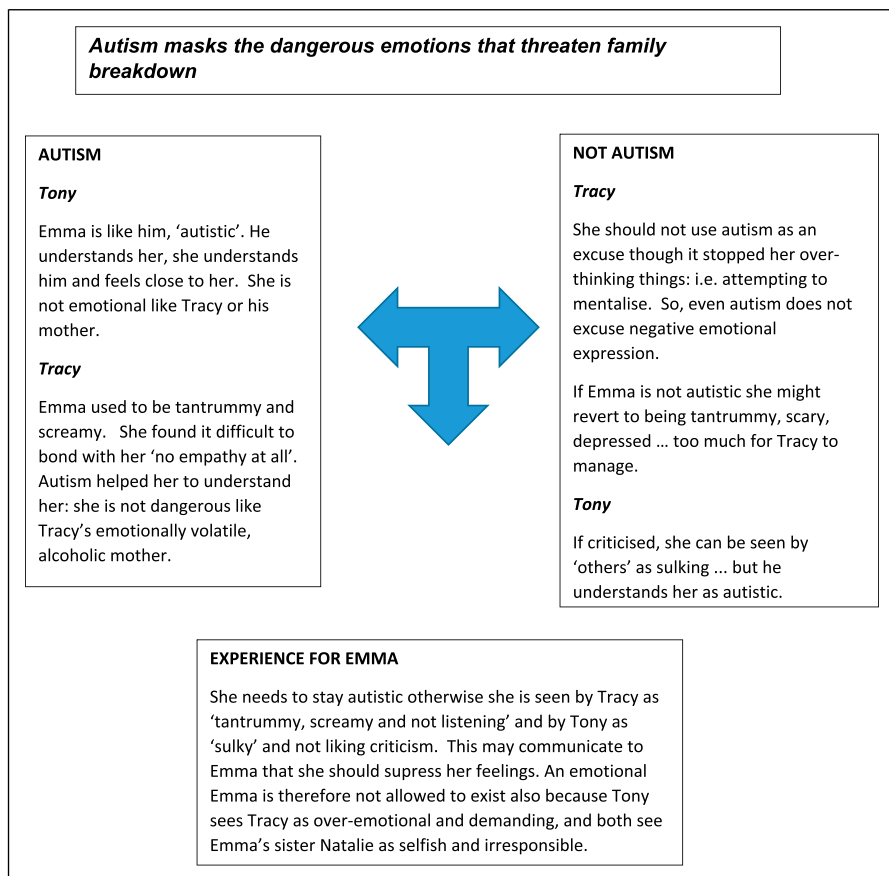 Autism masks the dangerous emotions that threaten family
breakdown
AUTISM
Tony
Emma is like him, ‘autistic’. He
understands her, she understands
him and feels close to her.  She is
not emotional like Tracy or his
mother.
Tracy
Emma used to be tantrummy and
screamy.   She found it difficult to
bond with her ‘no empathy at all’.
Autism helped her to understand
her: she is not dangerous like
Tracy’s emotionally volatile,
alcoholic mother.
NOT AUTISM
Tracy
She should not use autism as an
excuse though it stopped her over-
thinking things: i.e. attempting to
mentalise.  So, even autism does not
excuse negative emotional
expression.
If Emma is not autistic she might
revert to being tantrummy, scary,
depressed … too much for Tracy to
manage.
Tony
If criticised, she can be seen by
‘others’ as sulking ... but he
understands her as autistic.
EXPERIENCE FOR EMMA
She needs to stay autistic otherwise she is seen by Tracy as
‘tantrummy, screamy and not listening’ and by Tony as
‘sulky’ and not liking criticism.  This may communicate to
Emma that she should supress her feelings. An emotional
Emma is therefore not allowed to exist also because Tony
sees Tracy as over-emotional and demanding, and both see
Emma’s sister Natalie as selfish and irresponsible.